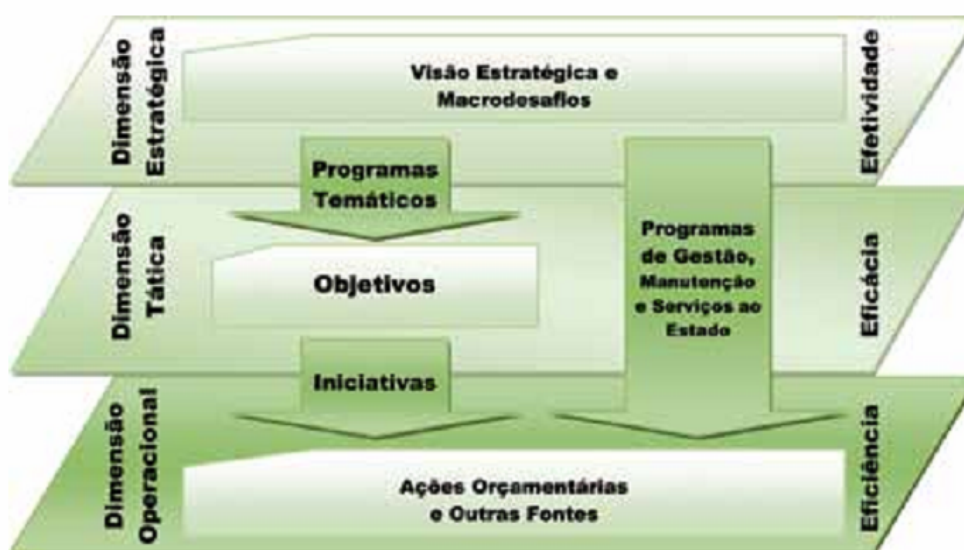 Dimensão
Estratégica
Visão Estratégica e
Macrodesafios
Efetividade
Programas
Temáticos
Dimensão
Tática
Objetivos
Programas
de Gestão,
Manutenção
e Serviços ao
Estado
Eficácia
Iniciativas
Dimensão
Operacional
Ações Orçamentárias
e Outras Fontes
Eficiência